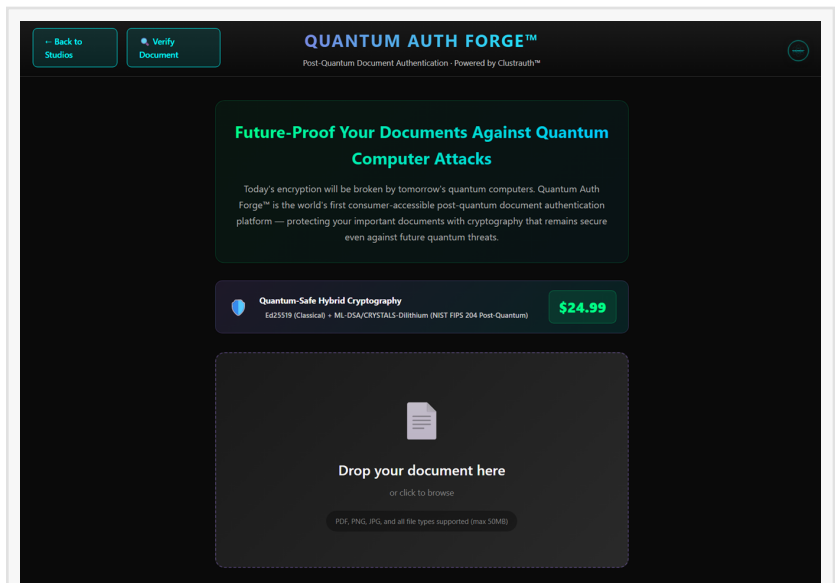 ← Back to
Studios
🔍 Verify
Document
QUANTUM AUTH FORGE™
Post-Quantum Document Authentication · Powered by Clustrauth™
Future-Proof Your Documents Against Quantum
Computer Attacks
Today's encryption will be broken by tomorrow's quantum computers. Quantum Auth
Forge™ is the world's first consumer-accessible post-quantum document authentication
platform — protecting your important documents with cryptography that remains secure
even against future quantum threats.
Quantum-Safe Hybrid Cryptography
Ed25519 (Classical) + ML-DSA/CRYSTALS-Dilithium (NIST FIPS 204 Post-Quantum)
$24.99
Drop your document here
or click to browse
PDF, PNG, JPG, and all file types supported (max 50MB)